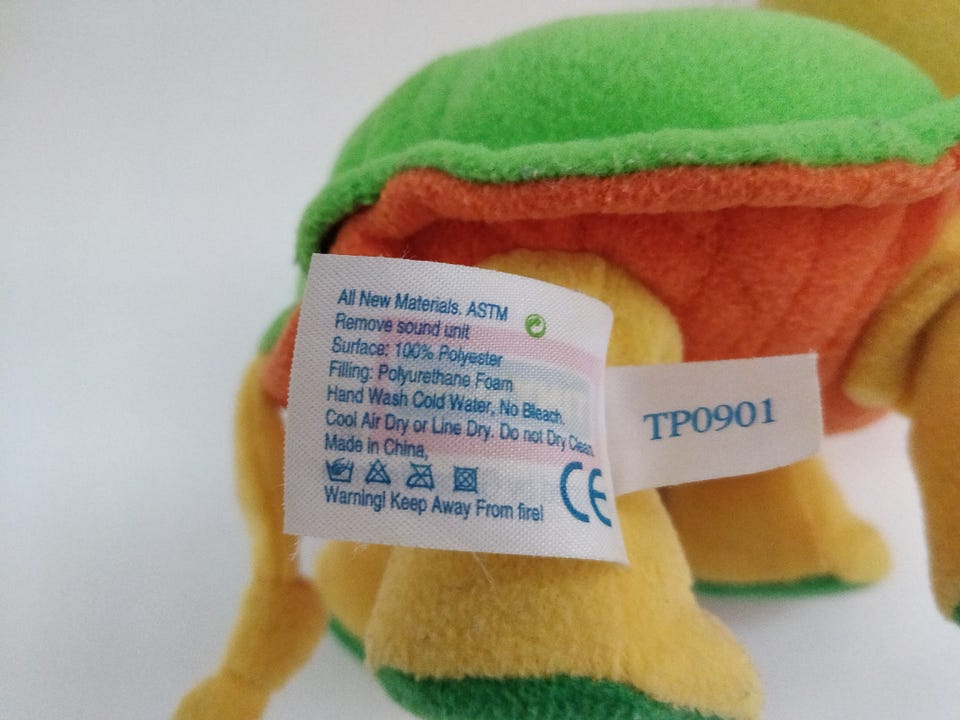 All New Materials. ASTM
Remove sound unit
Surface: 100% Polyester
Filling: Polyurethane Foam
Hand Wash Cold Water, No Bleach,
Cool Air Dry or Line Dry. Do not Dry Clean.
Made in China,
Warning! Keep Away From fire!
CE
TP0901